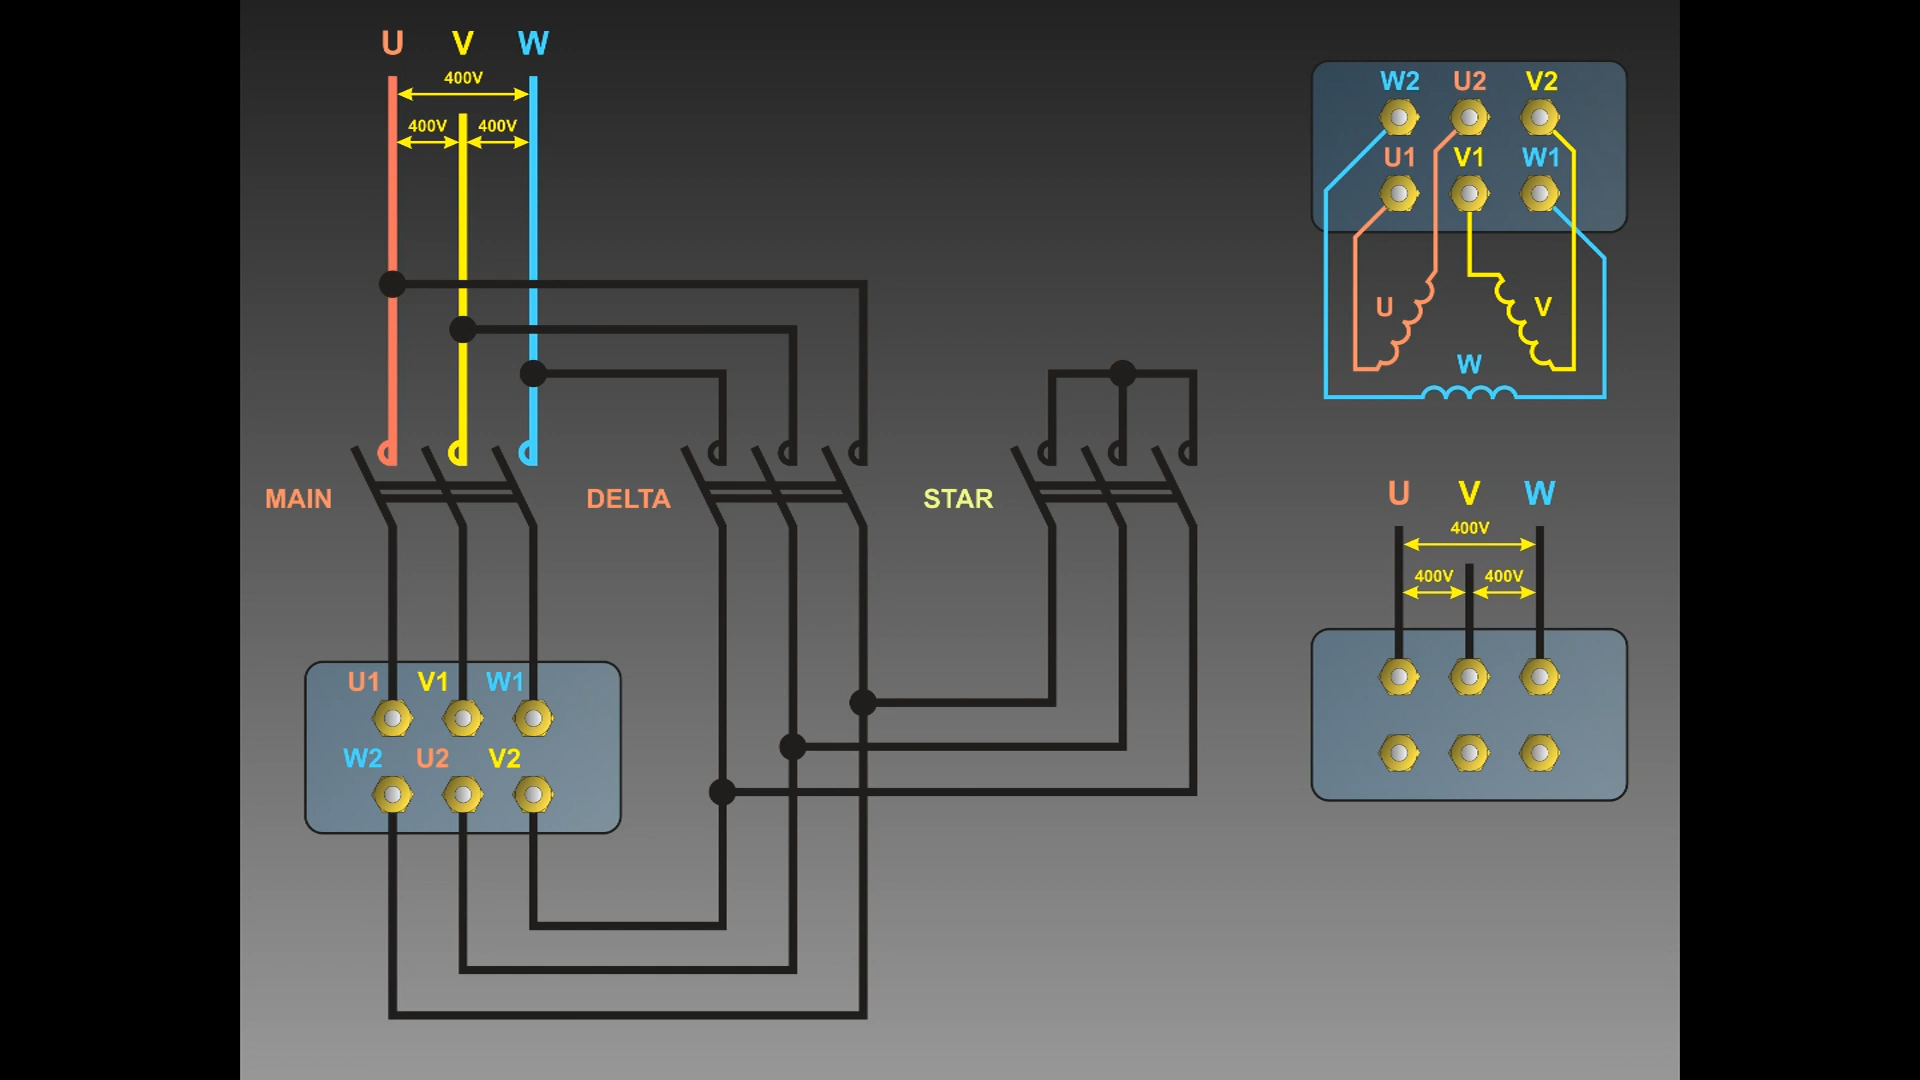 U V W
400V
400V 400V
MAIN
DELTA
STAR
U1 V1 W1
W2 U2 V2
W2 U2 V2
U1 V1 W1
U
V
W
U V W
400V
400V 400V